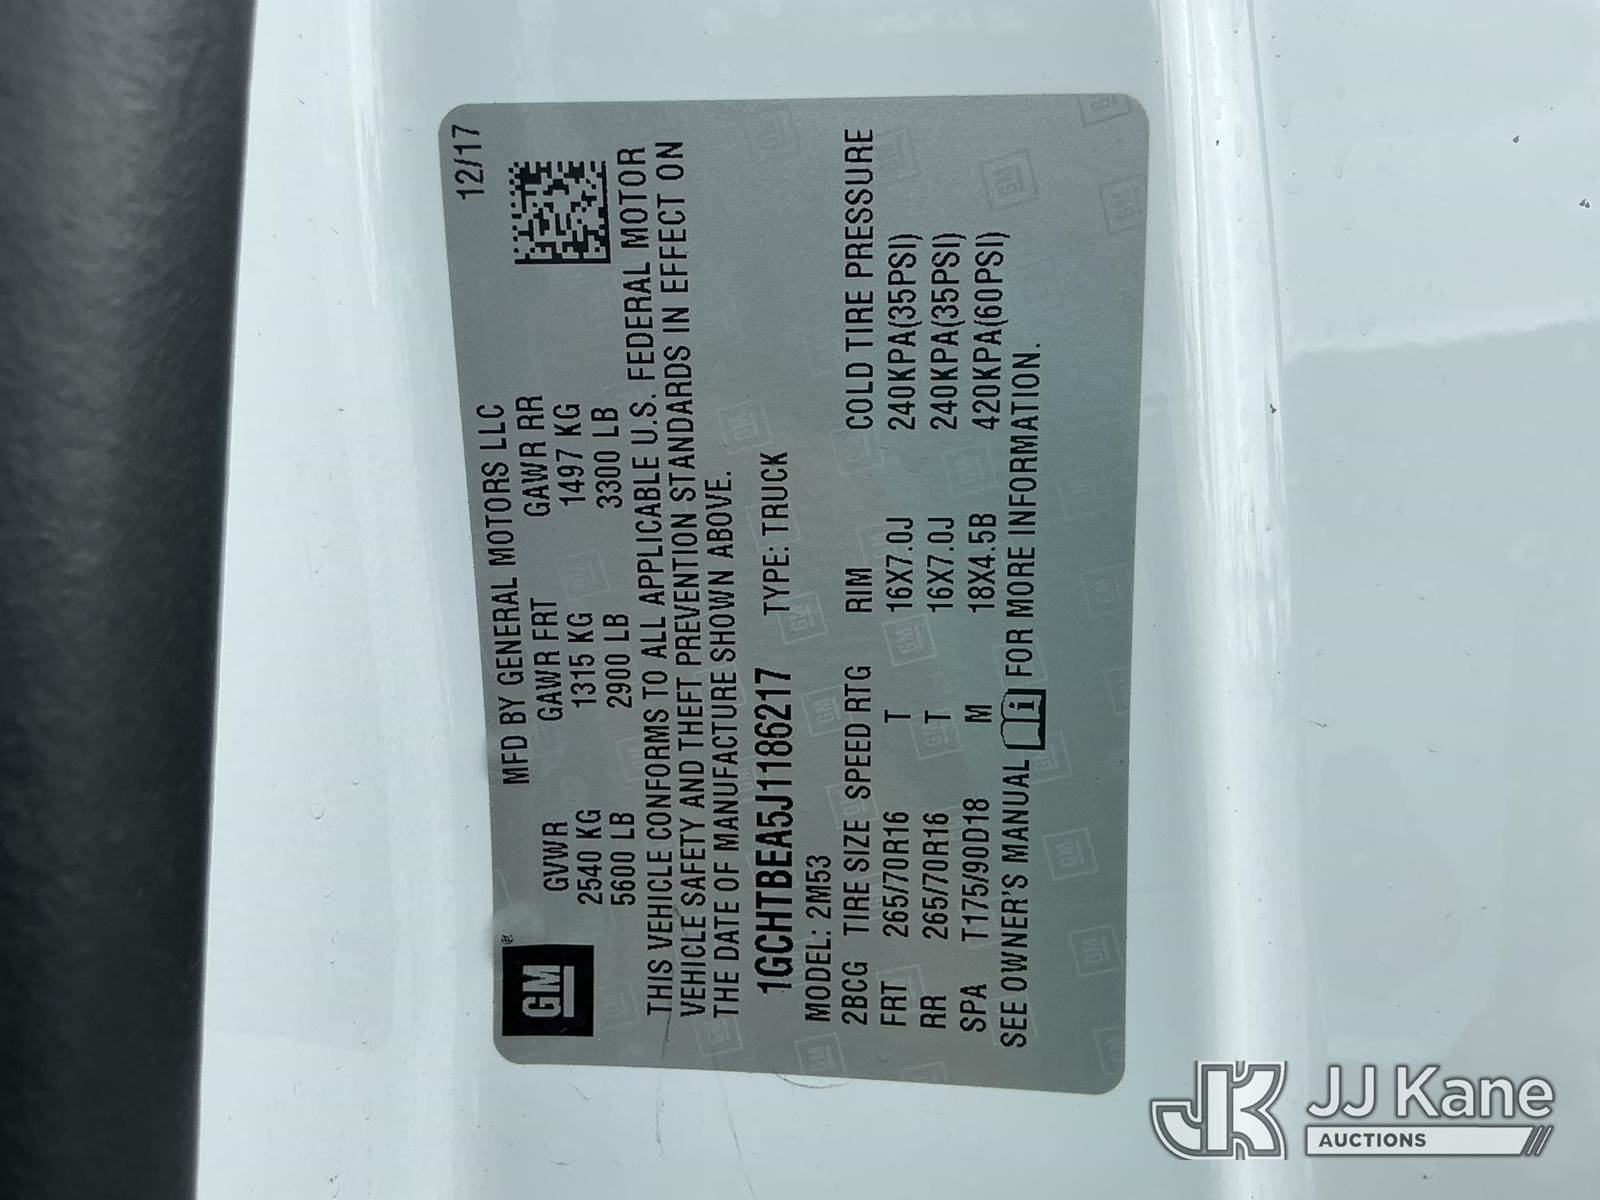 12/17
MFD BY GENERAL MOTORS LLC
GVWR GAWR FRT GAWR RR
2540 KG 1315 KG 1497 KG
5600 LB 2900 LB 3300 LB
GM®
THIS VEHICLE CONFORMS TO ALL APPLICABLE U.S. FEDERAL MOTOR
VEHICLE SAFETY AND THEFT PREVENTION STANDARDS IN EFFECT ON
THE DATE OF MANUFACTURE SHOWN ABOVE.
1GCHTBEA5J1186217 TYPE: TRUCK
MODEL: 2M53
2BCG TIRE SIZE SPEED RTG RIM COLD TIRE PRESSURE
FRT 265/70R16 T 16X7.0J 240KPA(35PSI)
RR 265/70R16 T 16X7.0J 240KPA(35PSI)
SPA T175/90D18 M 18X4.5B 420KPA(60PSI)
SEE OWNER'S MANUAL i FOR MORE INFORMATION.
JK JJ Kane
AUCTIONS